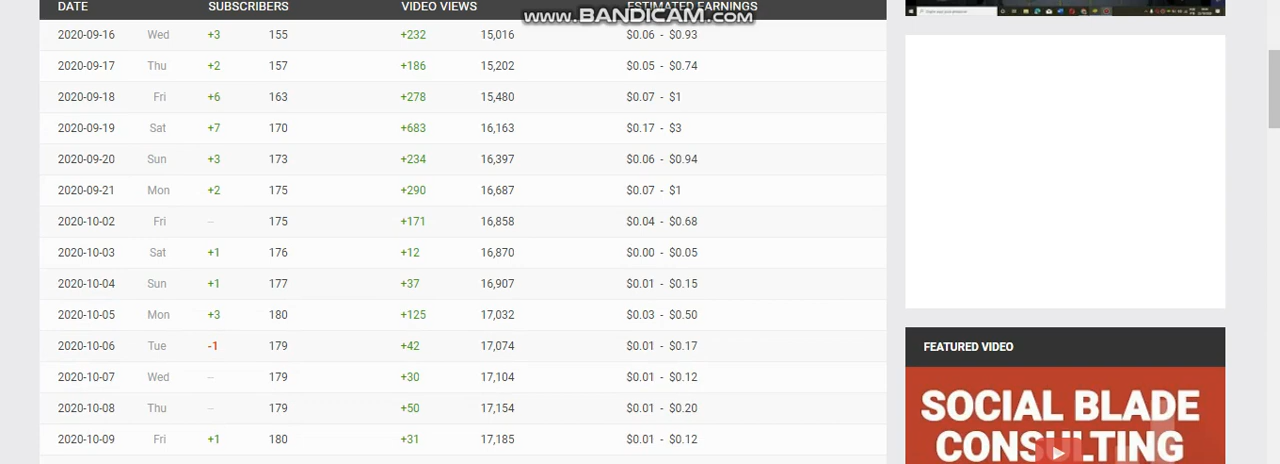 DATE SUBSCRIBERS VIDEO VIEWS ESTIMATED EARNINGS
www.BANDICAM.com
2020-09-16 Wed +3 155 +232 15,016 $0.06 - $0.93
2020-09-17 Thu +2 157 +186 15,202 $0.05 - $0.74
2020-09-18 Fri +6 163 +278 15,480 $0.07 - $1
2020-09-19 Sat +7 170 +683 16,163 $0.17 - $3
2020-09-20 Sun +3 173 +234 16,397 $0.06 - $0.94
2020-09-21 Mon +2 175 +290 16,687 $0.07 - $1
2020-10-02 Fri – 175 +171 16,858 $0.04 - $0.68
2020-10-03 Sat +1 176 +12 16,870 $0.00 - $0.05
2020-10-04 Sun +1 177 +37 16,907 $0.01 - $0.15
2020-10-05 Mon +3 180 +125 17,032 $0.03 - $0.50
2020-10-06 Tue -1 179 +42 17,074 $0.01 - $0.17
2020-10-07 Wed – 179 +30 17,104 $0.01 - $0.12
2020-10-08 Thu – 179 +50 17,154 $0.01 - $0.20
2020-10-09 Fri +1 180 +31 17,185 $0.01 - $0.12
FEATURED VIDEO
SOCIAL BLADE
CONSULTING